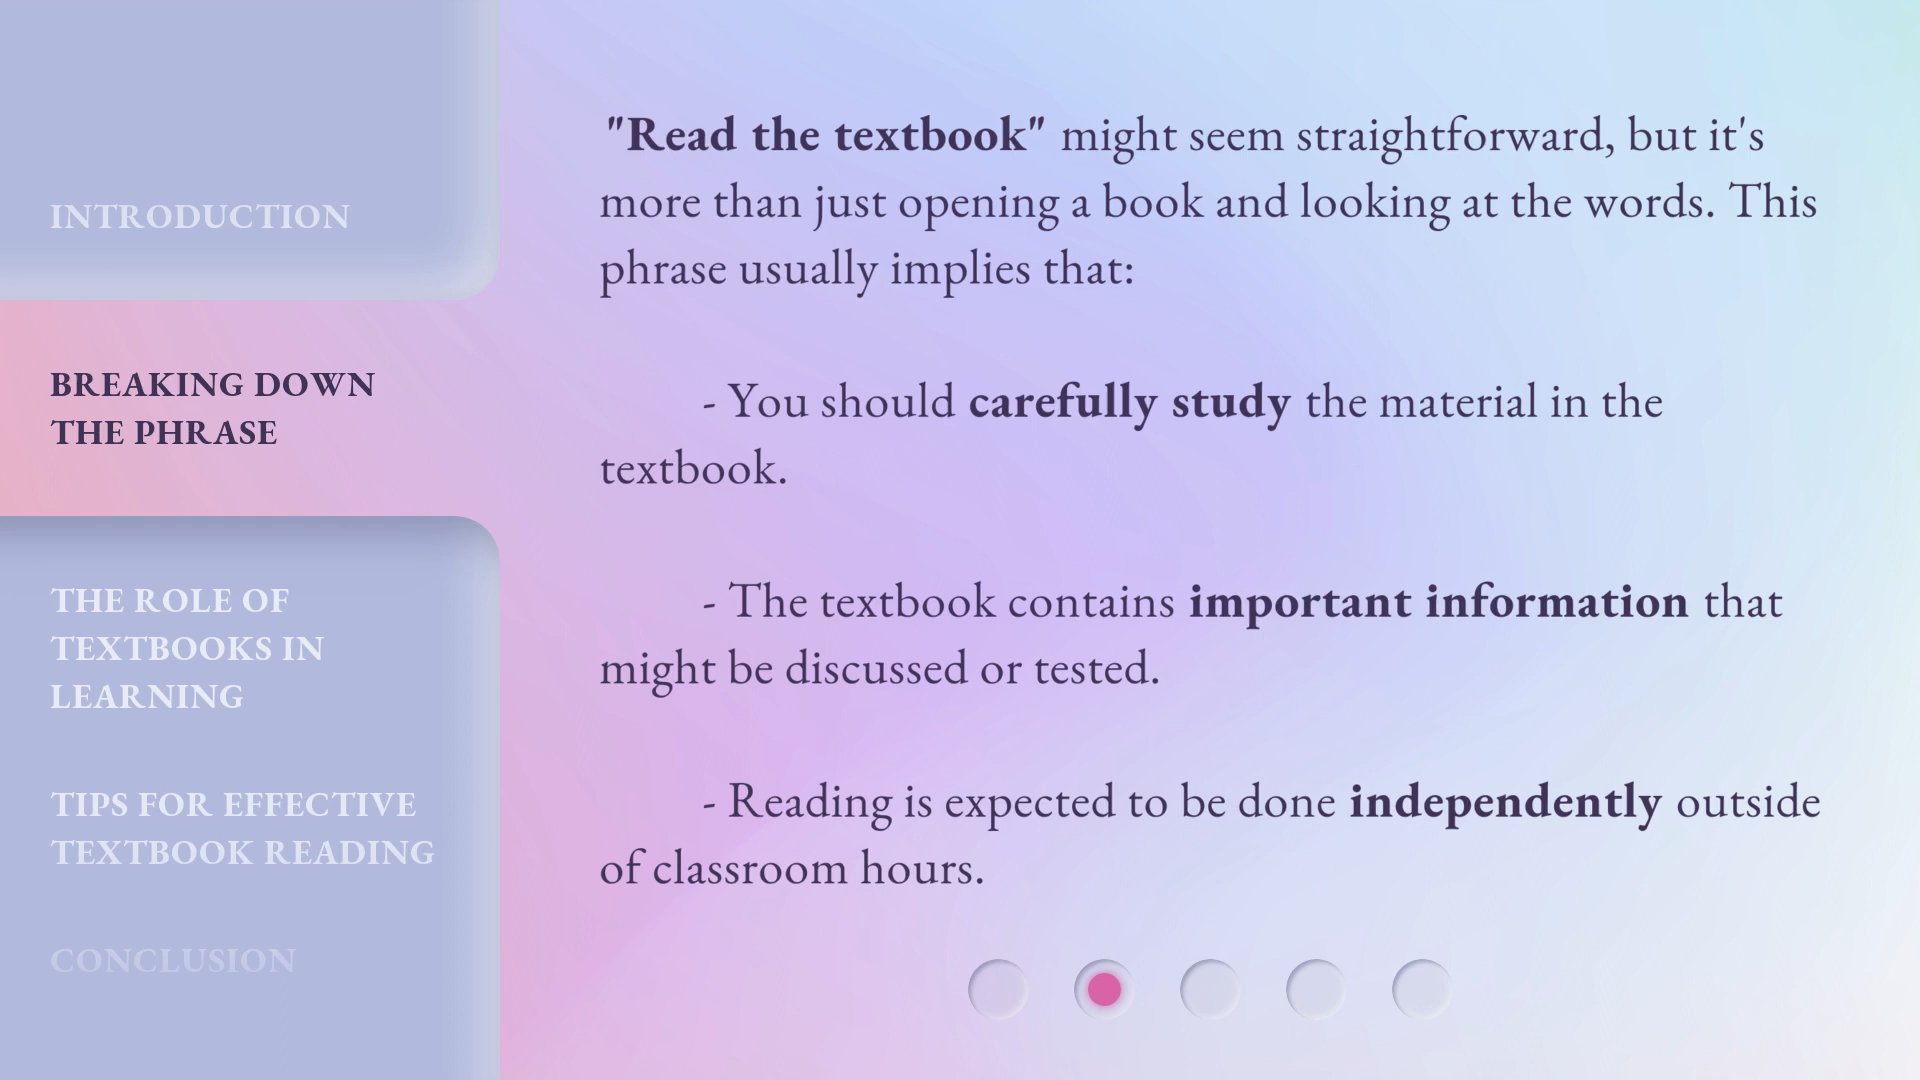 INTRODUCTION
BREAKING DOWN
THE PHRASE
THE ROLE OF
TEXTBOOKS IN
LEARNING
TIPS FOR EFFECTIVE
TEXTBOOK READING
CONCLUSION
"Read the textbook" might seem straightforward, but it's
more than just opening a book and looking at the words. This
phrase usually implies that:
- You should carefully study the material in the
textbook.
- The textbook contains important information that
might be discussed or tested.
- Reading is expected to be done independently outside
of classroom hours.